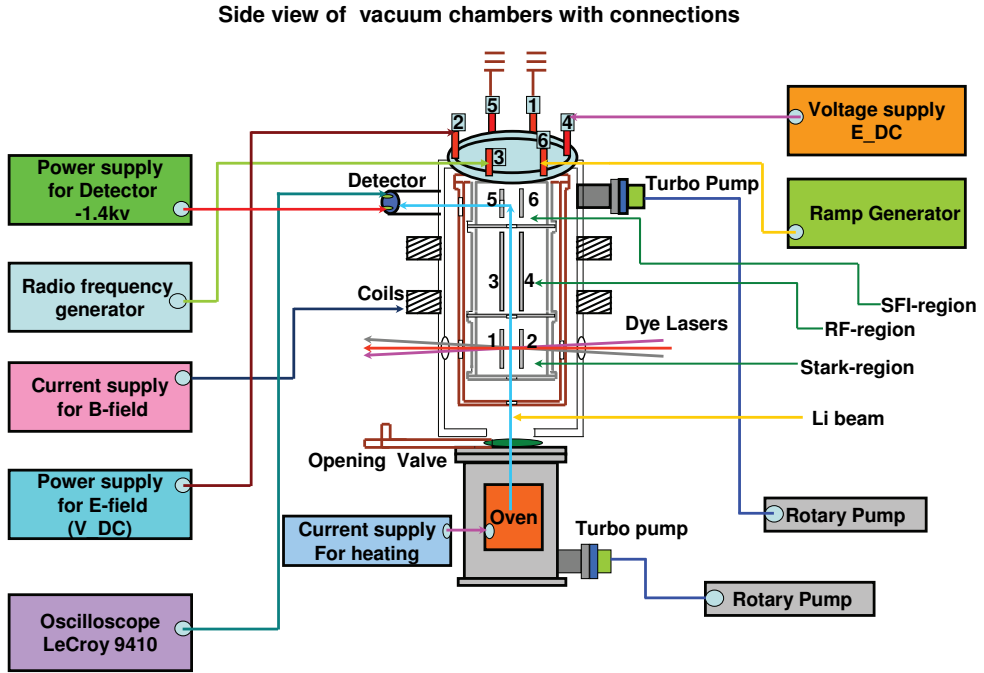 Side view of vacuum chambers with connections
5
1
2
4
6
3
Voltage supply
E_DC
Power supply
for Detector
-1.4kv
Detector
Turbo Pump
5
6
Ramp Generator
Radio frequency
generator
Coils
3
4
SFI-region
RF-region
Dye Lasers
1
2
Stark-region
Current supply
for B-field
Li beam
Opening Valve
Power supply
for E-field
(V_DC)
Oven
Current supply
For heating
Turbo pump
Rotary Pump
Rotary Pump
Oscilloscope
LeCroy 9410